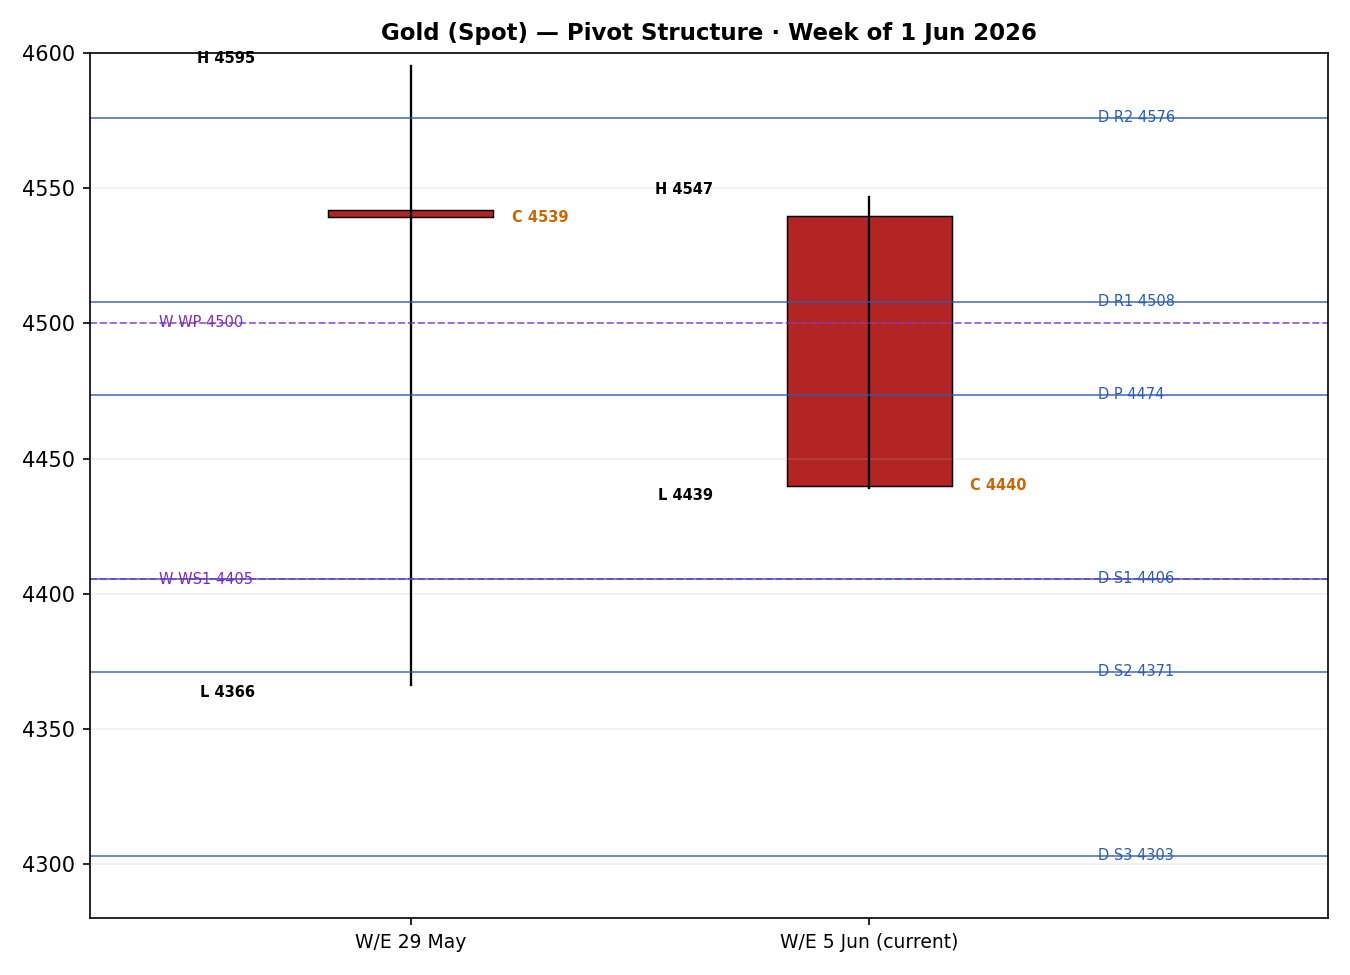 Gold (Spot) — Pivot Structure · Week of 1 Jun 2026
4600
H 4595
D R2 4576
4550
H 4547
C 4539
D R1 4508
4500
W WP 4500
D P 4474
4450
C 4440
L 4439
W WS1 4405
D S1 4406
4400
D S2 4371
L 4366
4350
D S3 4303
4300
W/E 29 May
W/E 5 Jun (current)